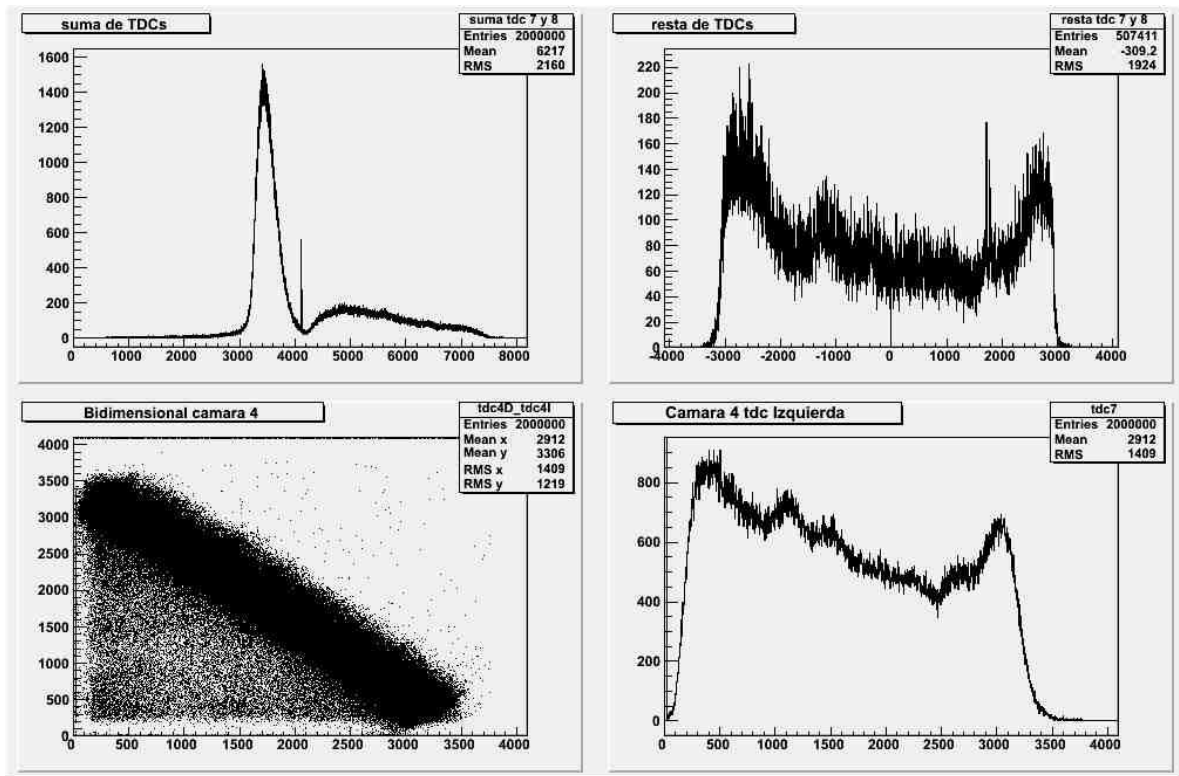 suma de TDCs
suma tdc 7 y 8
Entries 2000000
Mean 6217
RMS 2160
1600
1400
1200
1000
800
600
400
200
0
0 1000 2000 3000 4000 5000 6000 7000 8000
resta de TDCs
resta tdc 7 y 8
Entries 507411
Mean -309.2
RMS 1924
220
200
180
160
140
120
100
80
60
40
20
0
-4000 -3000 -2000 -1000 0 1000 2000 3000 4000
Bidimensional camara 4
tdc4D_tdc4I
Entries 2000000
Mean x 2912
Mean y 3306
RMS x 1409
RMS y 1219
4000
3500
3000
2500
2000
1500
1000
500
0
0 500 1000 1500 2000 2500 3000 3500 4000
Camara 4 tdc Izquierda
tdc7
Entries 2000000
Mean 2912
RMS 1409
800
600
400
200
0
0 500 1000 1500 2000 2500 3000 3500 4000